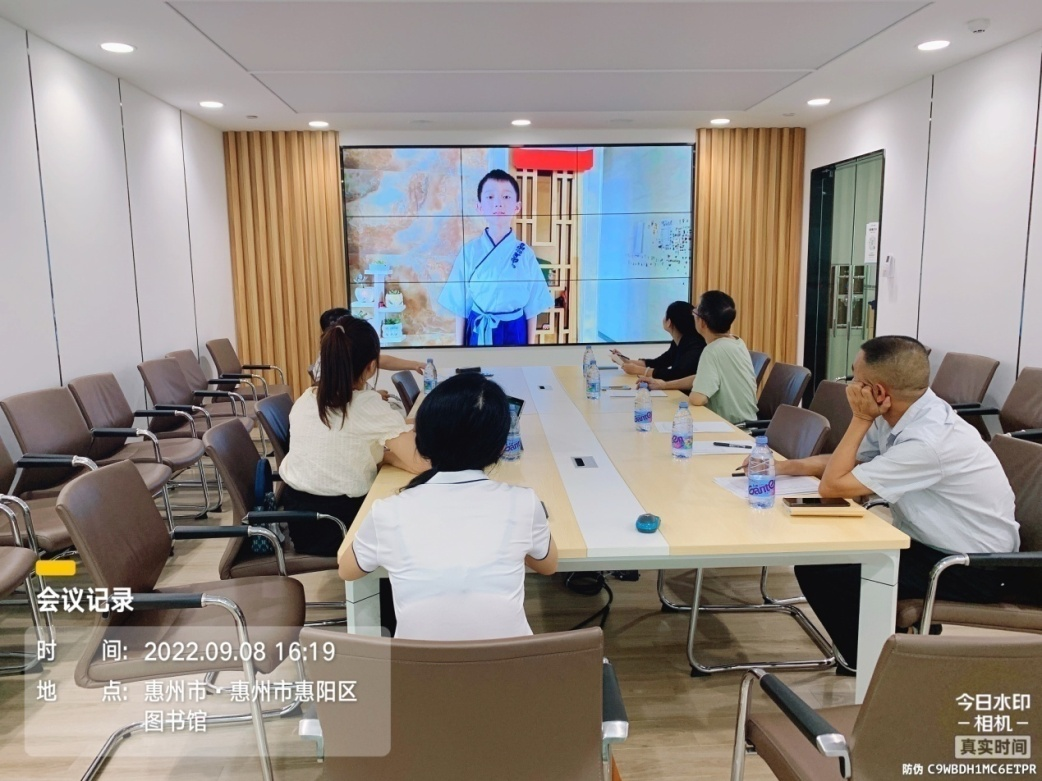 会议记录
时 间: 2022.09.08 16:19
地 点: 惠州市·惠州市惠阳区
图书馆
今日水印
-相机-
真实时间
防伪 C9WBDH1MC6ETPR